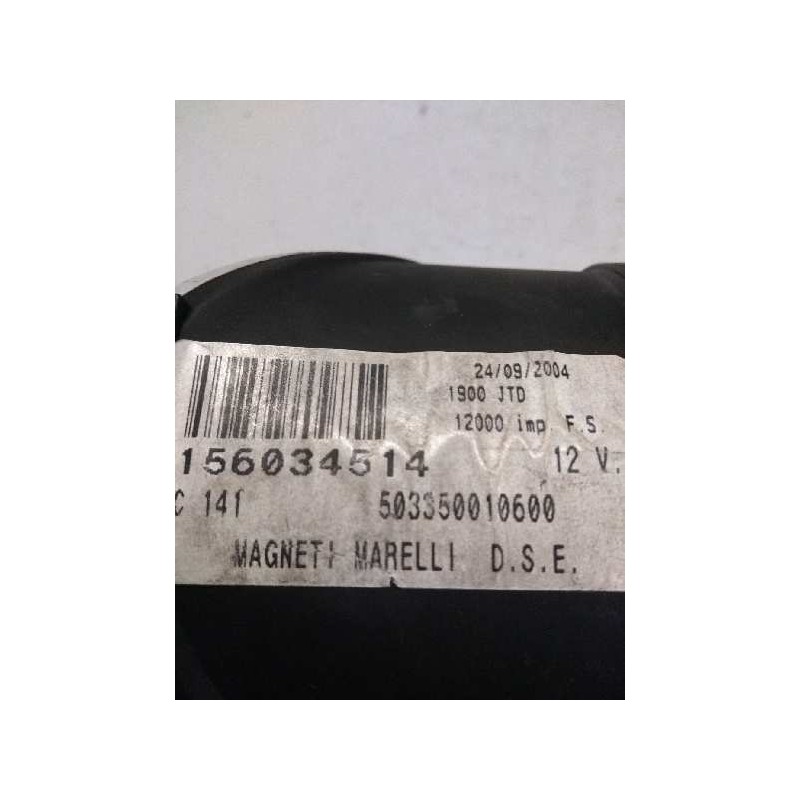 24/09/2004
1900 JTD
12000 imp F.S.
156034514
12 V.
C 141
503350010600
MAGNETI MARELLI D.S.E.